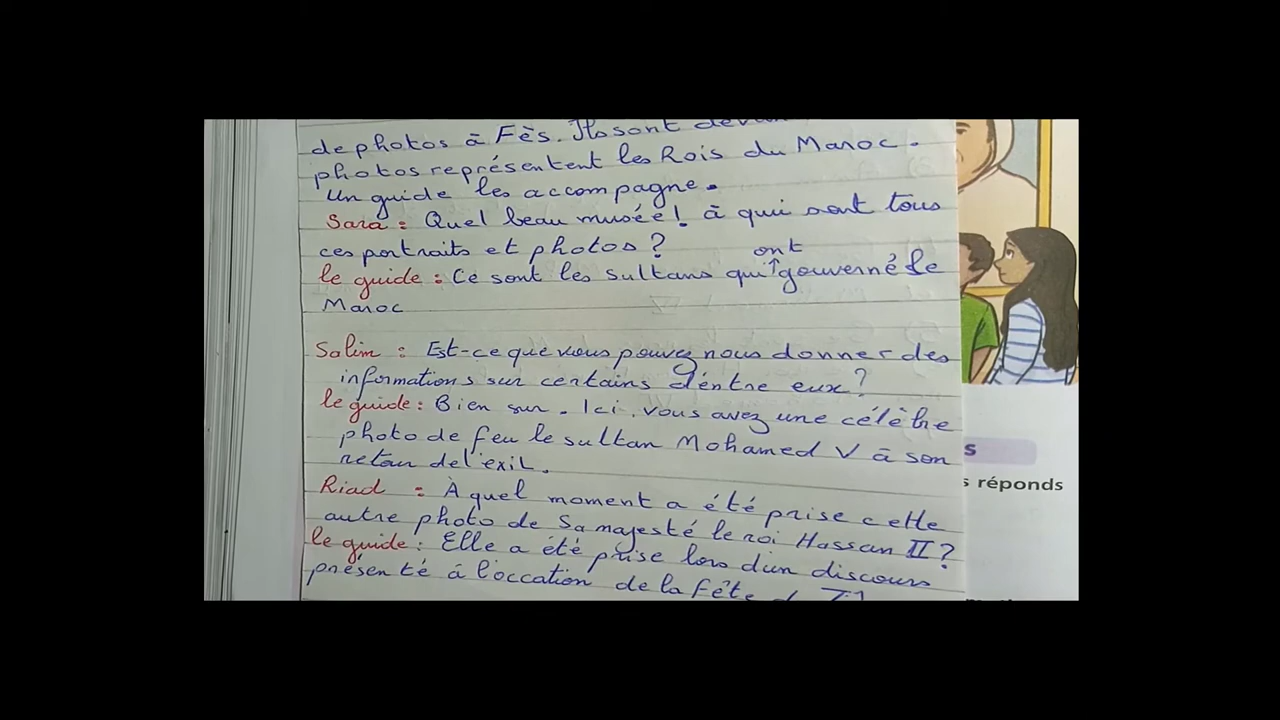 de photos à Fès. Ils sont
photos représentent les Rois du Maroc.
Un guide les accompagne.
Sara : Quel beau musée! à qui sont tous
ces portraits et photos?
ont
le guide : Ce sont les sultans qui↑gouverné le
Maroc
Salim : Est-ce que vous pouvez nous donner des
informations sur certains d'entre eux?
le guide : Bien sur. Ici vous avez une célèbre
photo de feu le sultan Mohamed V à son
retour de l'exil.
Riad : À quel moment a été prise cette
autre photo de Sa majesté le roi Hassan II?
le guide : Elle a été prise lors d'un discours
présenté à l'occation de la fête
s
s réponds